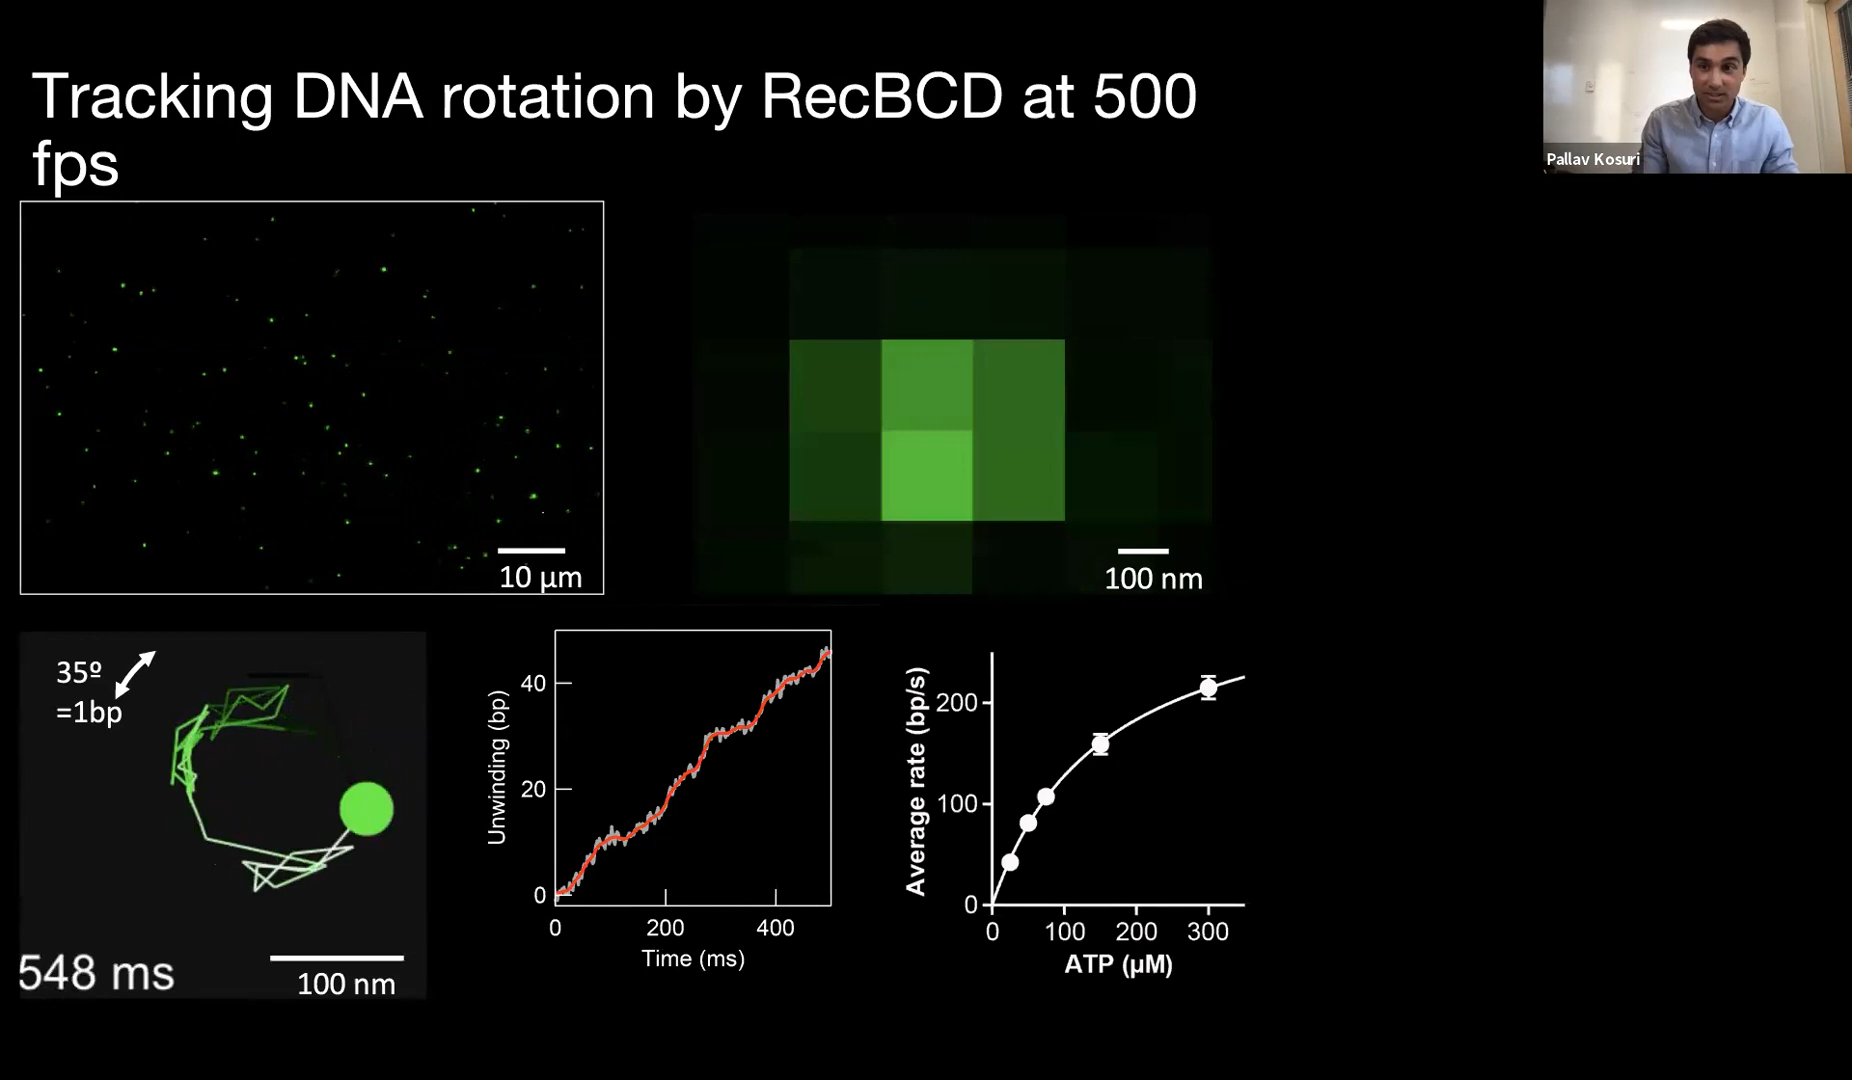 Tracking DNA rotation by RecBCD at 500
fps
Pallav Kosuri
10 µm
100 nm
35º
=1bp
548 ms
100 nm
Unwinding (bp)
40
20
0
0 200 400
Time (ms)
Average rate (bp/s)
200
100
0
0 100 200 300
ATP (µM)